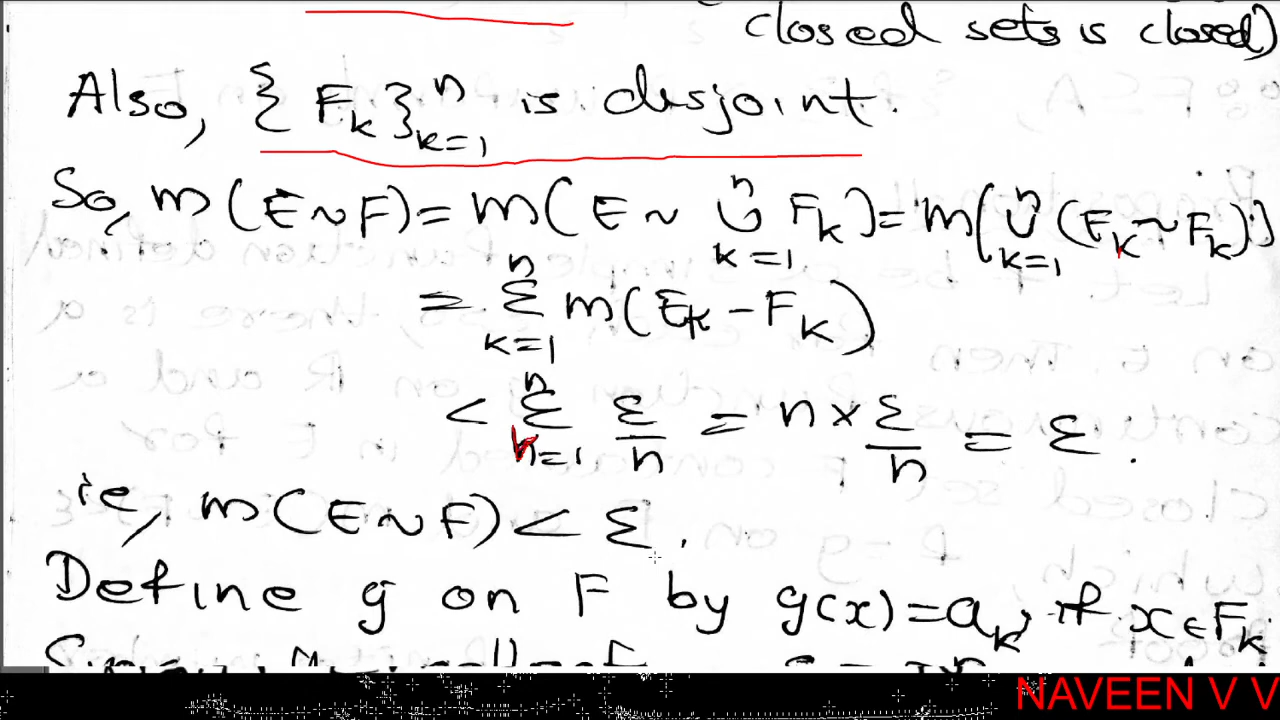 closed sets is closed)
Also, {F_k}_{k=1}^n is disjoint.
So, m(E~F) = m(E ~ ∪_{k=1}^n F_k) = m(∪_{k=1}^n (E_k ~ F_k))
= Σ_{k=1}^n m(E_k - F_k)
< Σ_{k=1}^n ε/n = n × ε/n = ε.
ie, m(E~F) < ε.
Define g on F by g(x) = a_k, if x ∈ F_k
NAVEEN V V